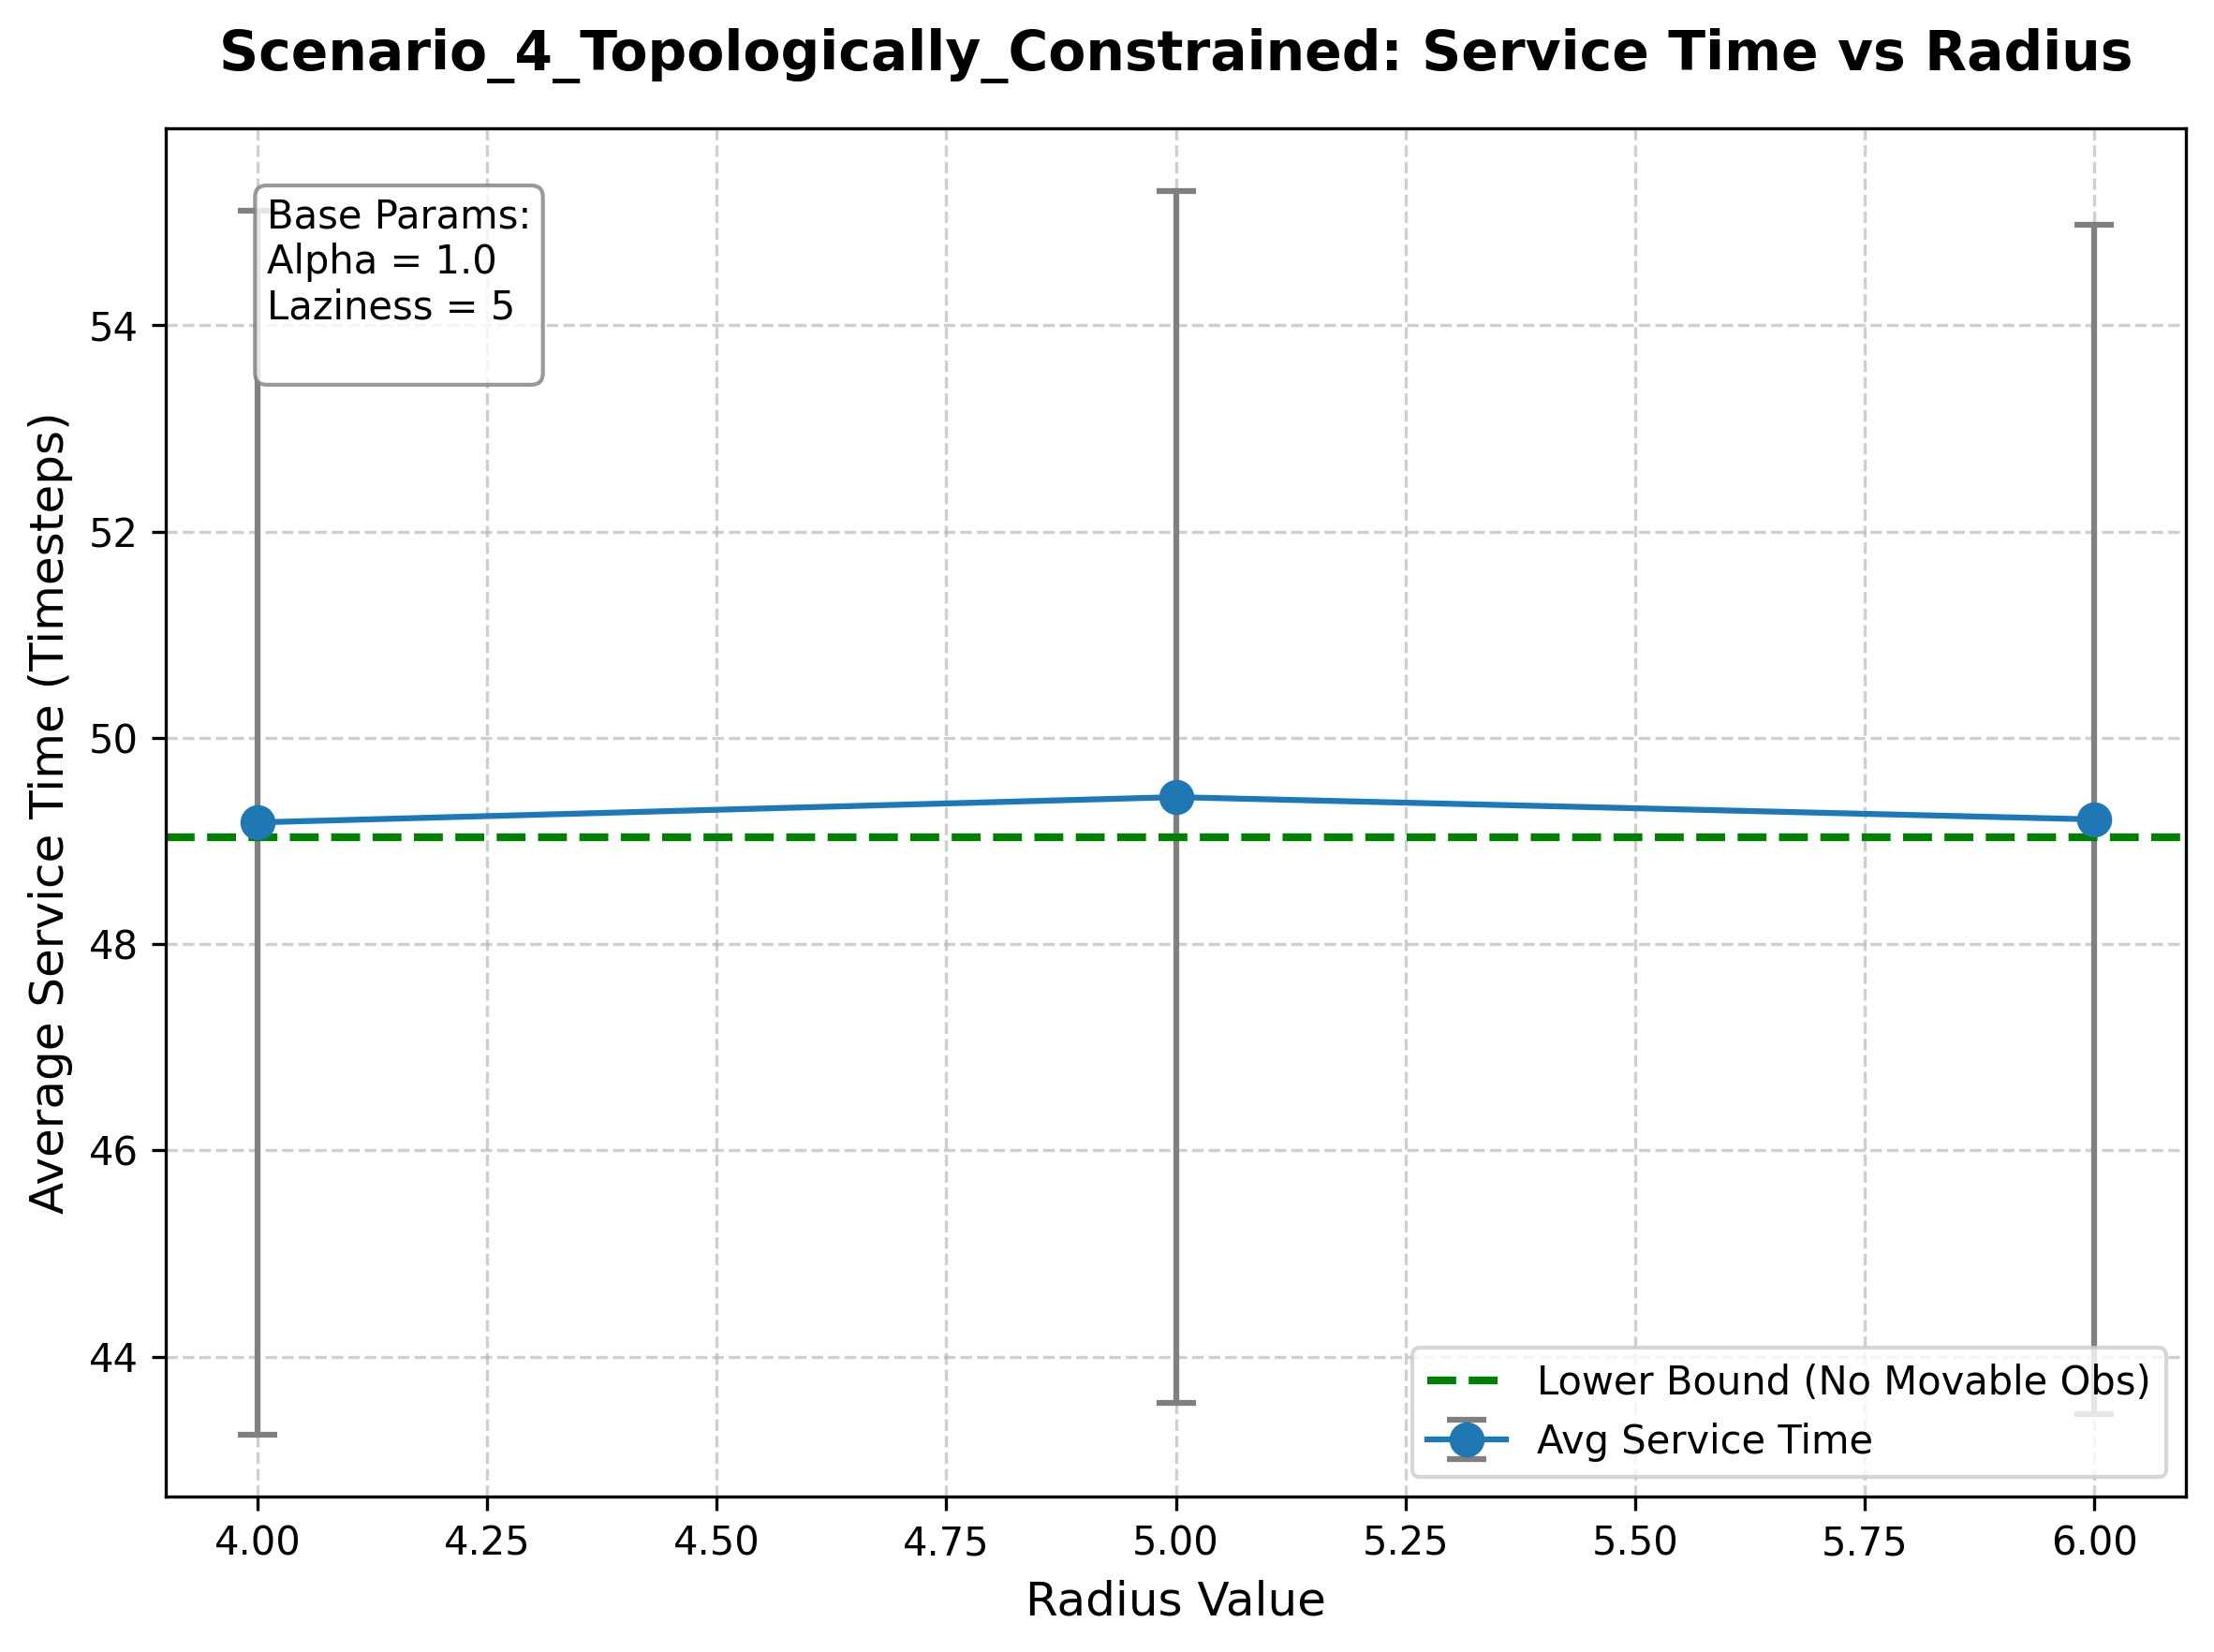 Scenario_4_Topologically_Constrained: Service Time vs Radius
Base Params:
Alpha = 1.0
Laziness = 5
Average Service Time (Timesteps)
54
52
50
48
46
44
Lower Bound (No Movable Obs)
Avg Service Time
4.00 4.25 4.50 4.75 5.00 5.25 5.50 5.75 6.00
Radius Value